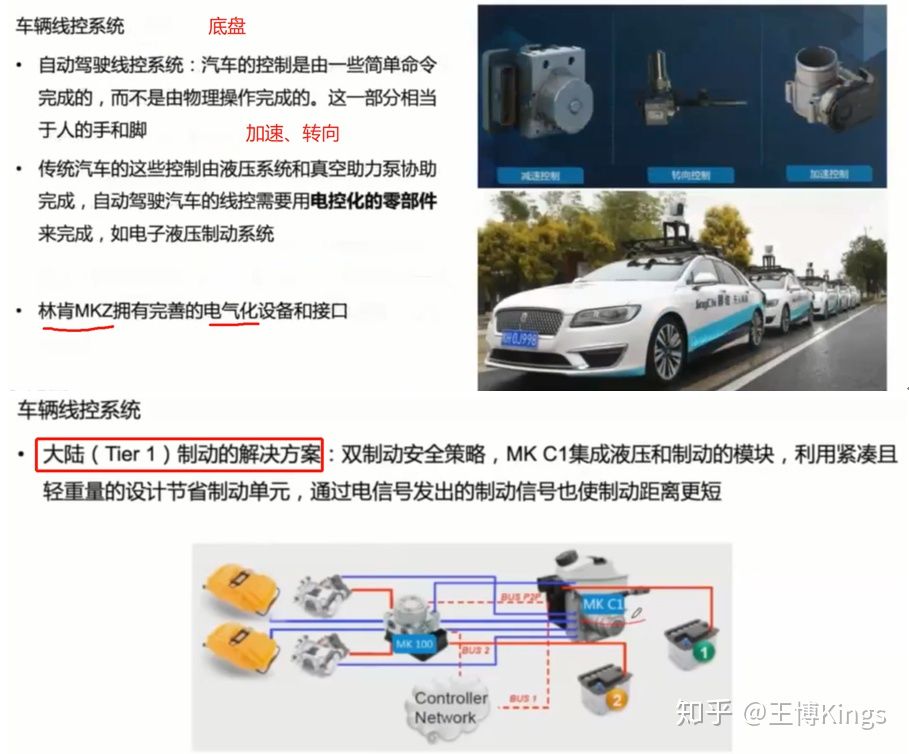 车辆线控系统 底盘
• 自动驾驶线控系统：汽车的控制是由一些简单命令
完成的，而不是由物理操作完成的。这一部分相当
于人的手和脚
加速、转向
• 传统汽车的这些控制由液压系统和真空助力泵协助
完成，自动驾驶汽车的线控需要用电控化的零部件
来完成，如电子液压制动系统
• 林肯MKZ拥有完善的电气化设备和接口
减速控制 转向控制 加速控制
JingChi
0J998
车辆线控系统
• 大陆（Tier 1）制动的解决方案：双制动安全策略，MK C1集成液压和制动的模块，利用紧凑且
轻重量的设计节省制动单元，通过电信号发出的制动信号也使制动距离更短
BUS P2P
MK C1
MK 100
BUS 2
1
BUS 1
2
Controller
Network
知乎 @王博Kings